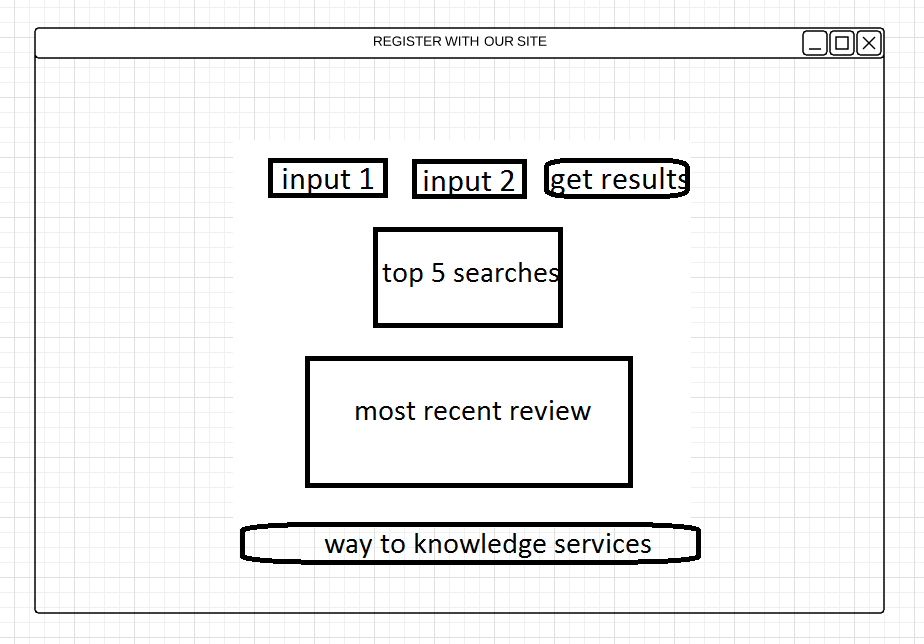 REGISTER WITH OUR SITE
input 1 input 2 get results
top 5 searches
most recent review
way to knowledge services